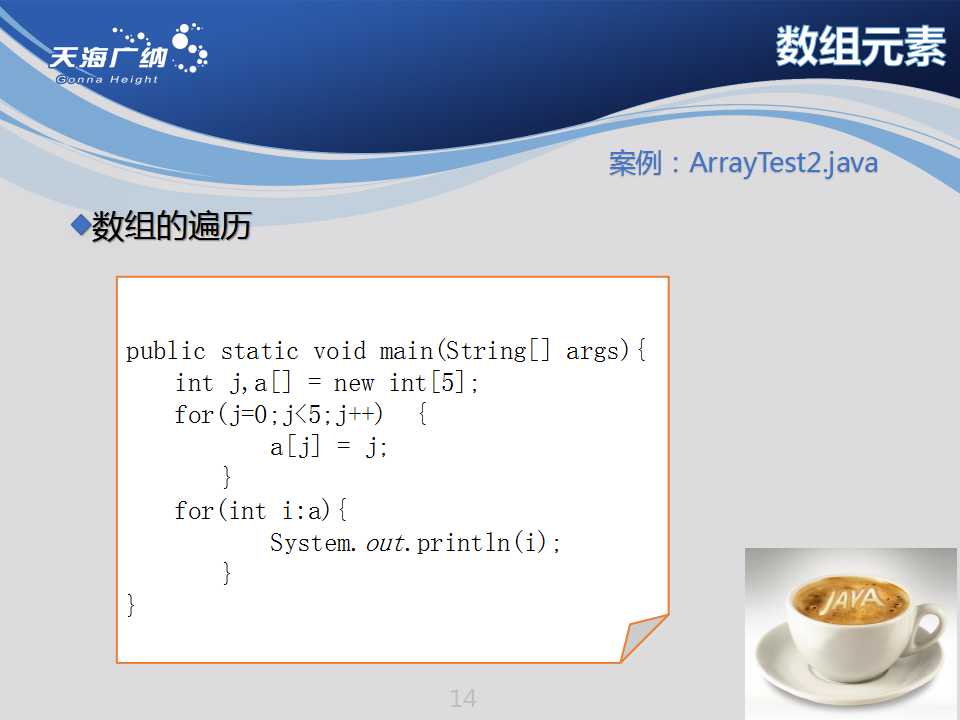 天海广纳
Gonna Height
数组元素
案例：ArrayTest2.java
数组的遍历
public static void main(String[] args){
int j,a[] = new int[5];
for(j=0;j<5;j++) {
a[j] = j;
}
for(int i:a){
System.out.println(i);
}
}
JAVA
14